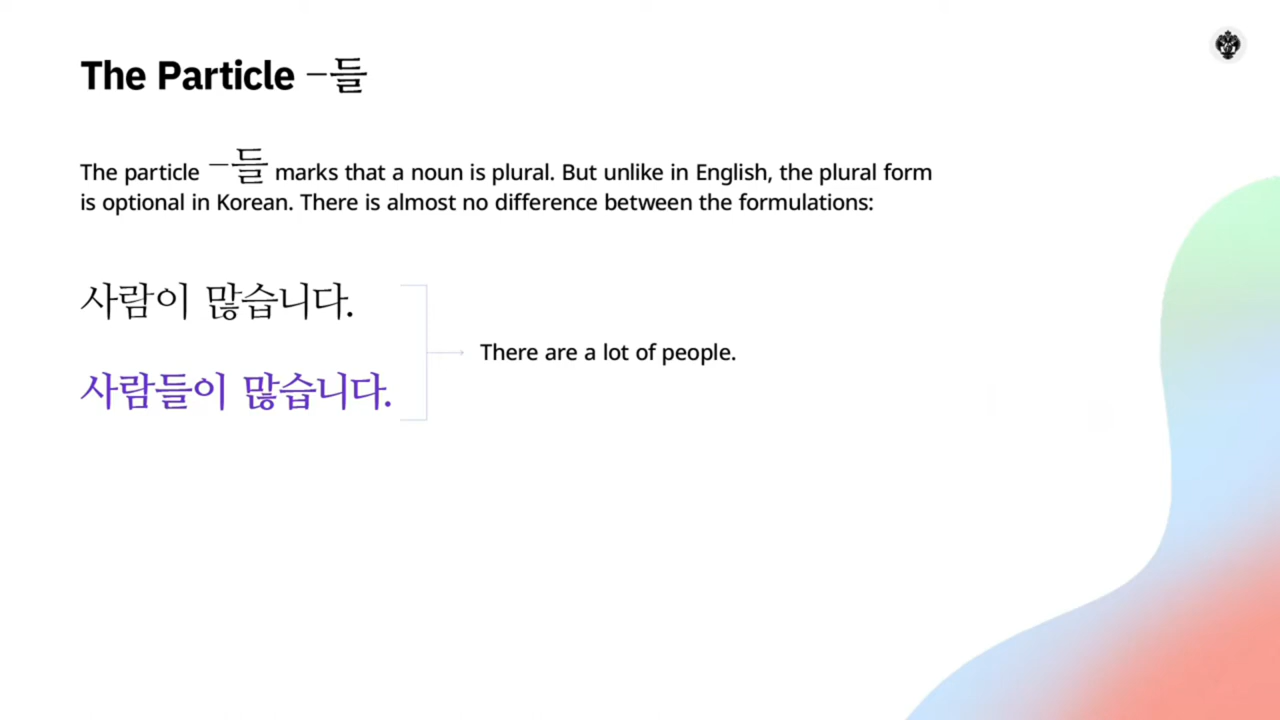 The Particle –들
The particle –들 marks that a noun is plural. But unlike in English, the plural form
is optional in Korean. There is almost no difference between the formulations:
사람이 많습니다.
There are a lot of people.
사람들이 많습니다.